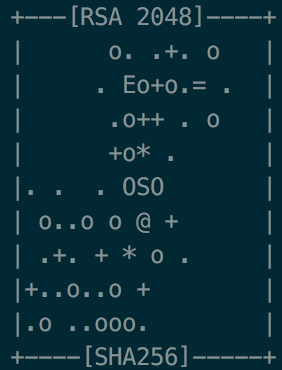 +---[RSA 2048]----+
|       o. .+. o  |
|      . Eo+o.= . |
|       .o++ . o  |
|       +o* .     |
|. .  . OSO       |
| o..o o @ +      |
| .+. + * o .     |
|+..o..o +        |
|.o ..ooo.        |
+----[SHA256]-----+